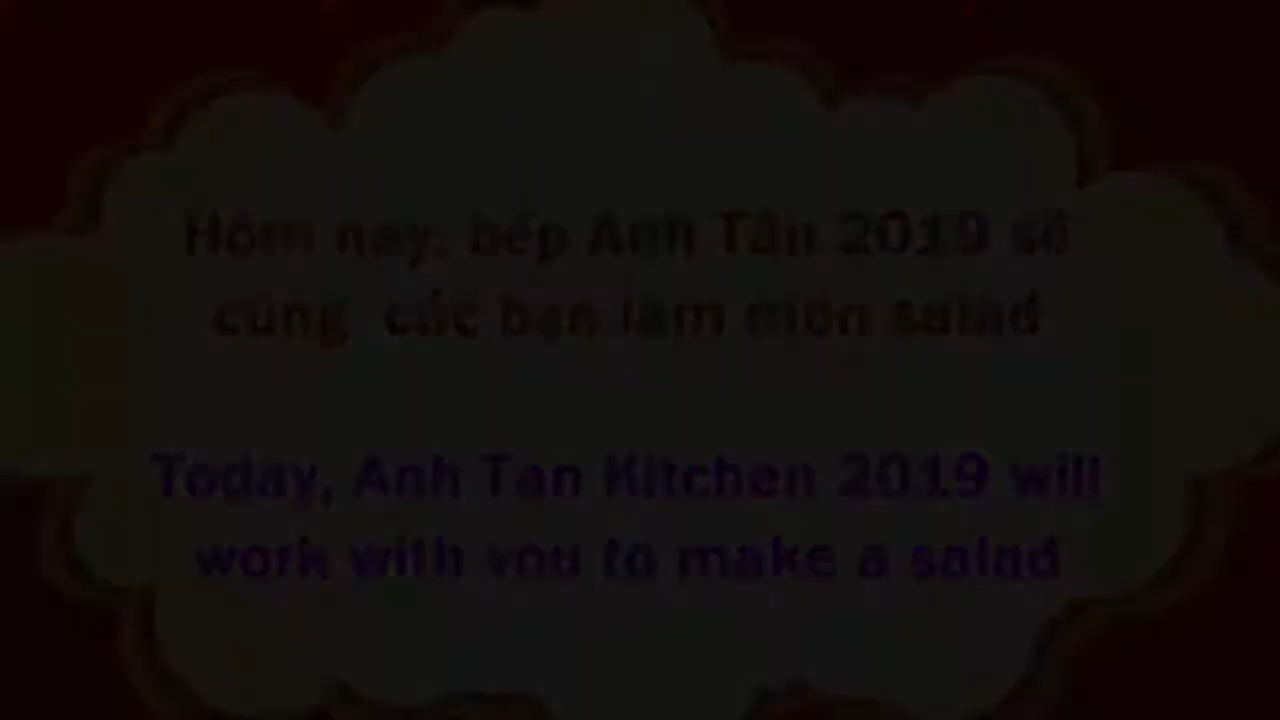 Hôm nay, bếp Anh Tân 2019 sẽ
cùng các bạn làm món salad
Today, Anh Tan Kitchen 2019 will
work with you to make a salad